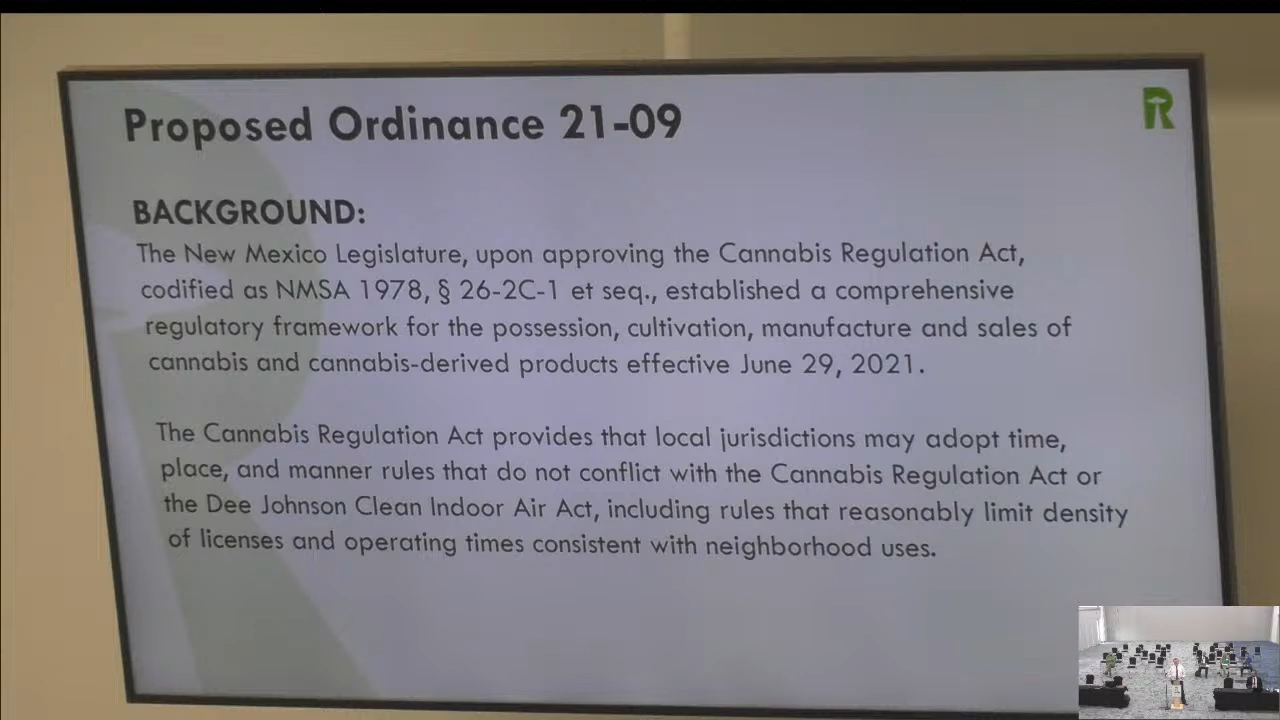 Proposed Ordinance 21-09
R
BACKGROUND:
The New Mexico Legislature, upon approving the Cannabis Regulation Act,
codified as NMSA 1978, § 26-2C-1 et seq., established a comprehensive
regulatory framework for the possession, cultivation, manufacture and sales of
cannabis and cannabis-derived products effective June 29, 2021.
The Cannabis Regulation Act provides that local jurisdictions may adopt time,
place, and manner rules that do not conflict with the Cannabis Regulation Act or
the Dee Johnson Clean Indoor Air Act, including rules that reasonably limit density
of licenses and operating times consistent with neighborhood uses.